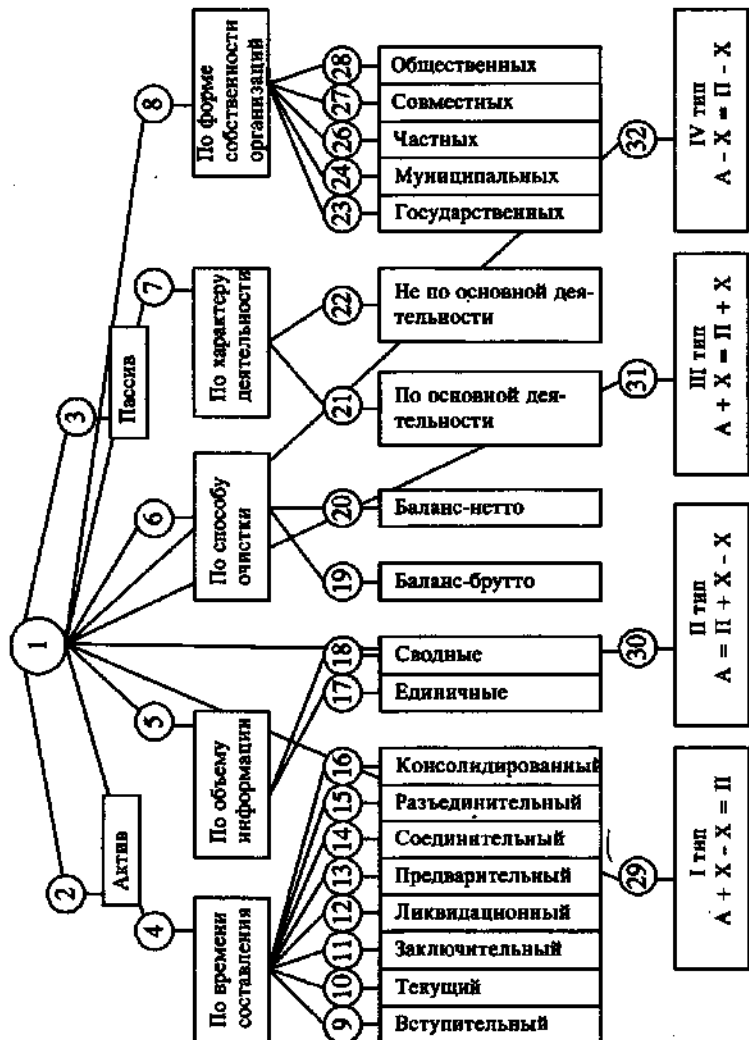 1
2
3
Актив
Пассив
4
5
6
7
8
По времени
составления
По объему
информации
По способу
очистки
По характеру
деятельности
По форме
собственности
организаций
9
10
11
12
13
14
15
16
17
18
19
20
21
22
23
24
26
27
28
Вступительный
Текущий
Заключительный
Ликвидационный
Предварительный
Соединительный
Разъединительный
Консолидированный
Единичные
Сводные
Баланс-брутто
Баланс-нетто
По основной дея-
тельности
Не по основной дея-
тельности
Государственных
Муниципальных
Частных
Совместных
Общественных
29
30
31
32
I тип
А + Х - Х = П
II тип
А = П + Х - Х
III тип
А + Х = П + Х
IV тип
А - Х = П - Х